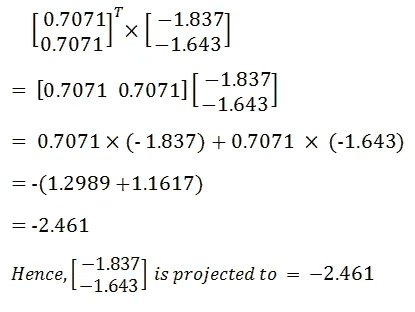 [0.7071 0.7071]ᵀ × [−1.837 −1.643]
= [0.7071 0.7071] [−1.837 −1.643]
= 0.7071 × (- 1.837) + 0.7071 × (-1.643)
= -(1.2989 +1.1617)
= -2.461
Hence, [−1.837 −1.643] is projected to = −2.461